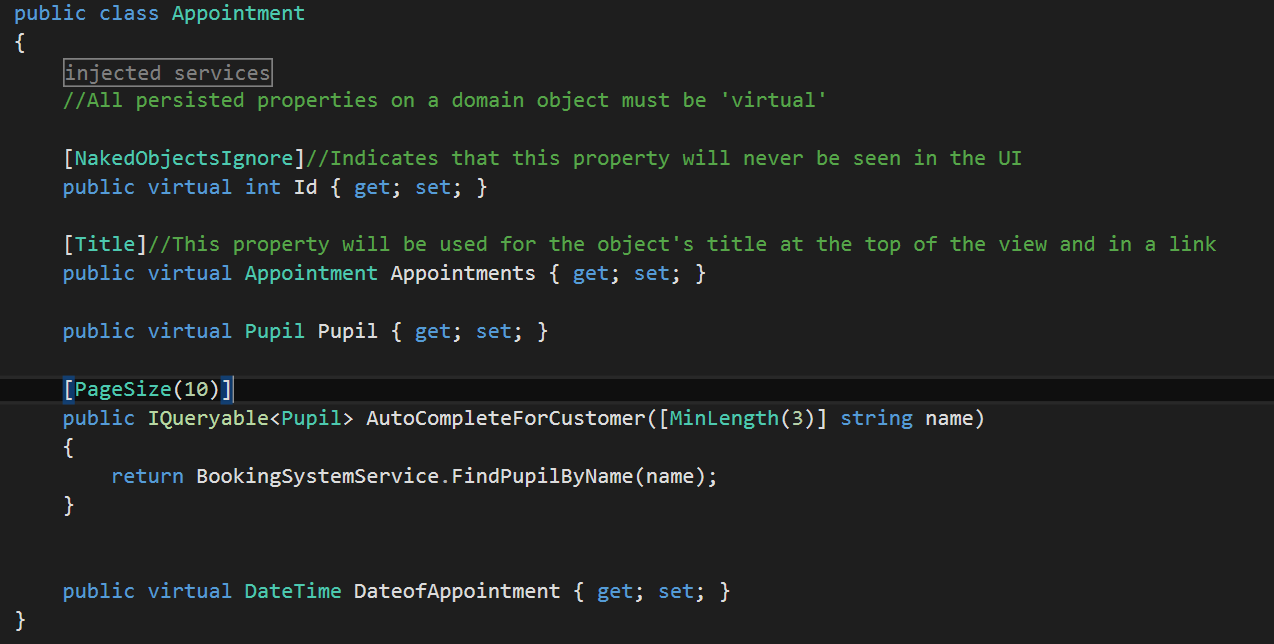 public class Appointment
{
injected services
//All persisted properties on a domain object must be 'virtual'
[NakedObjectsIgnore]//Indicates that this property will never be seen in the UI
public virtual int Id { get; set; }
[Title]//This property will be used for the object's title at the top of the view and in a link
public virtual Appointment Appointments { get; set; }
public virtual Pupil Pupil { get; set; }
[PageSize(10)]
public IQueryable<Pupil> AutoCompleteForCustomer([MinLength(3)] string name)
{
return BookingSystemService.FindPupilByName(name);
}
public virtual DateTime DateofAppointment { get; set; }
}